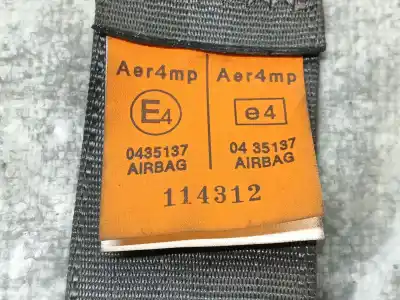 Aer4mp Aer4mp
E4 e4
0435137 04 35137
AIRBAG AIRBAG
114312